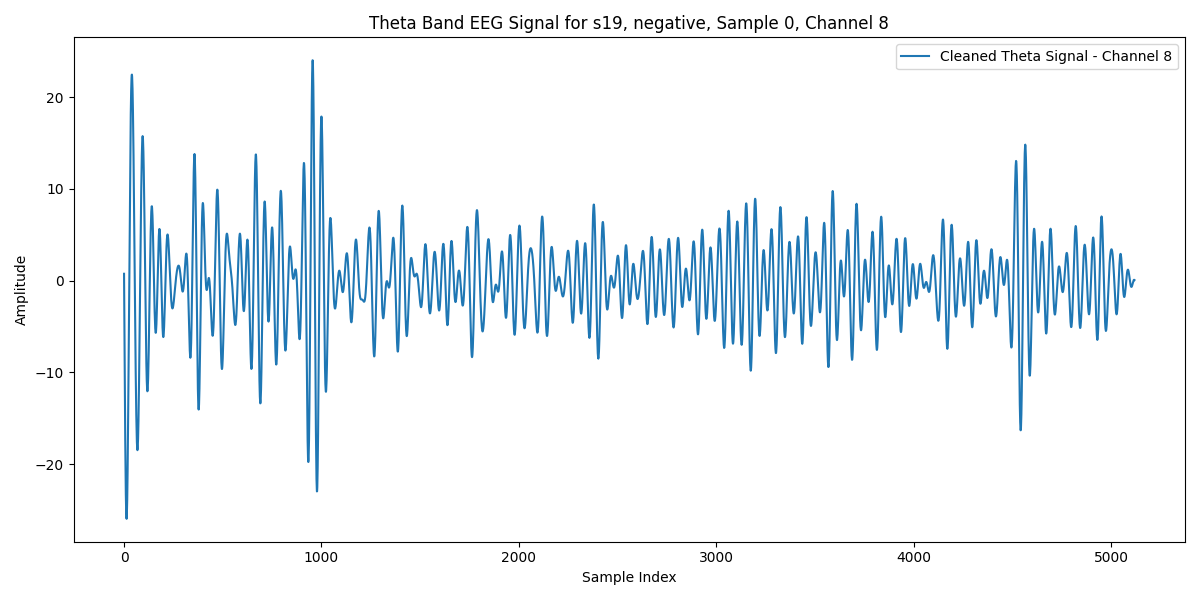 Theta Band EEG Signal for s19, negative, Sample 0, Channel 8
Cleaned Theta Signal - Channel 8
Amplitude
20
10
0
−10
−20
0 1000 2000 3000 4000 5000
Sample Index